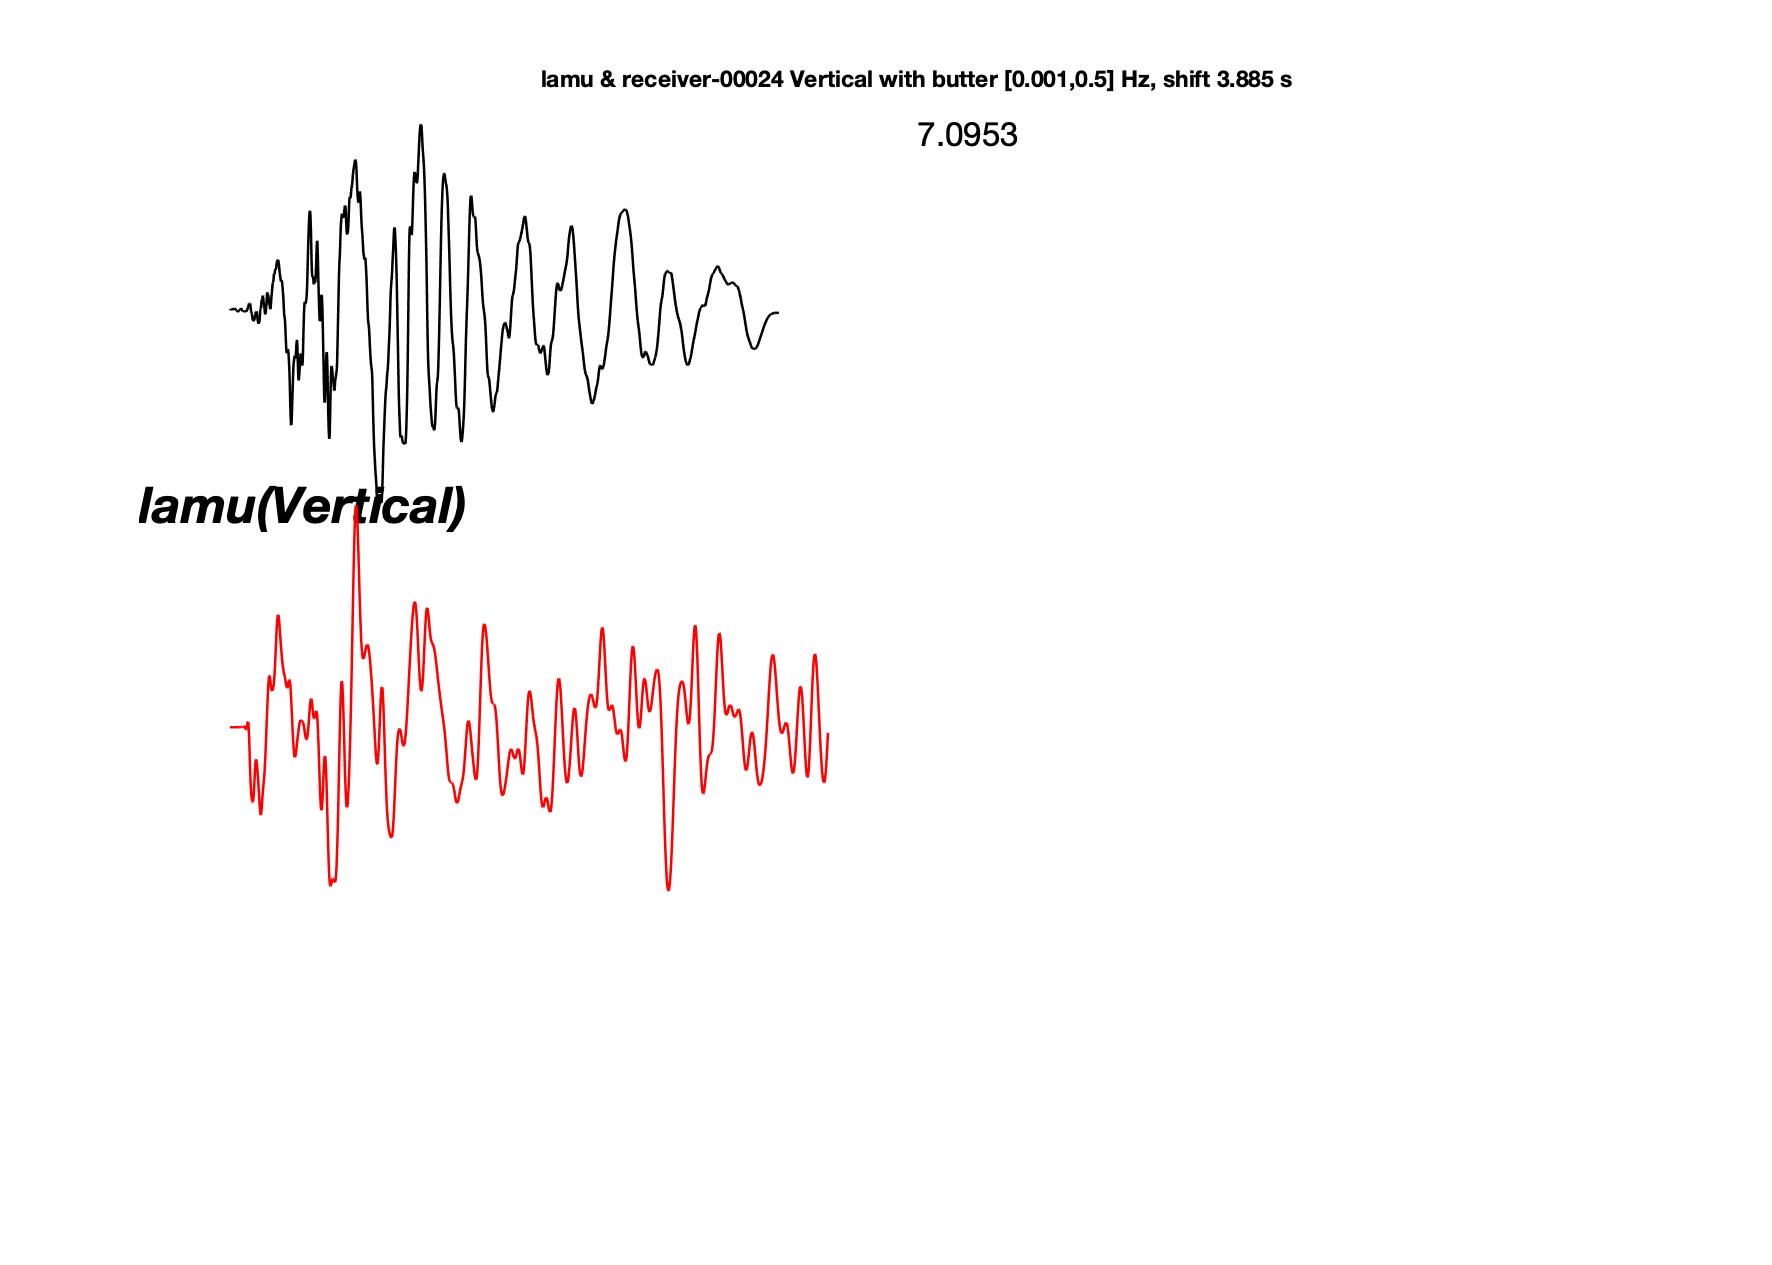 lamu & receiver-00024 Vertical with butter [0.001,0.5] Hz, shift 3.885 s
7.0953
lamu(Vertical)